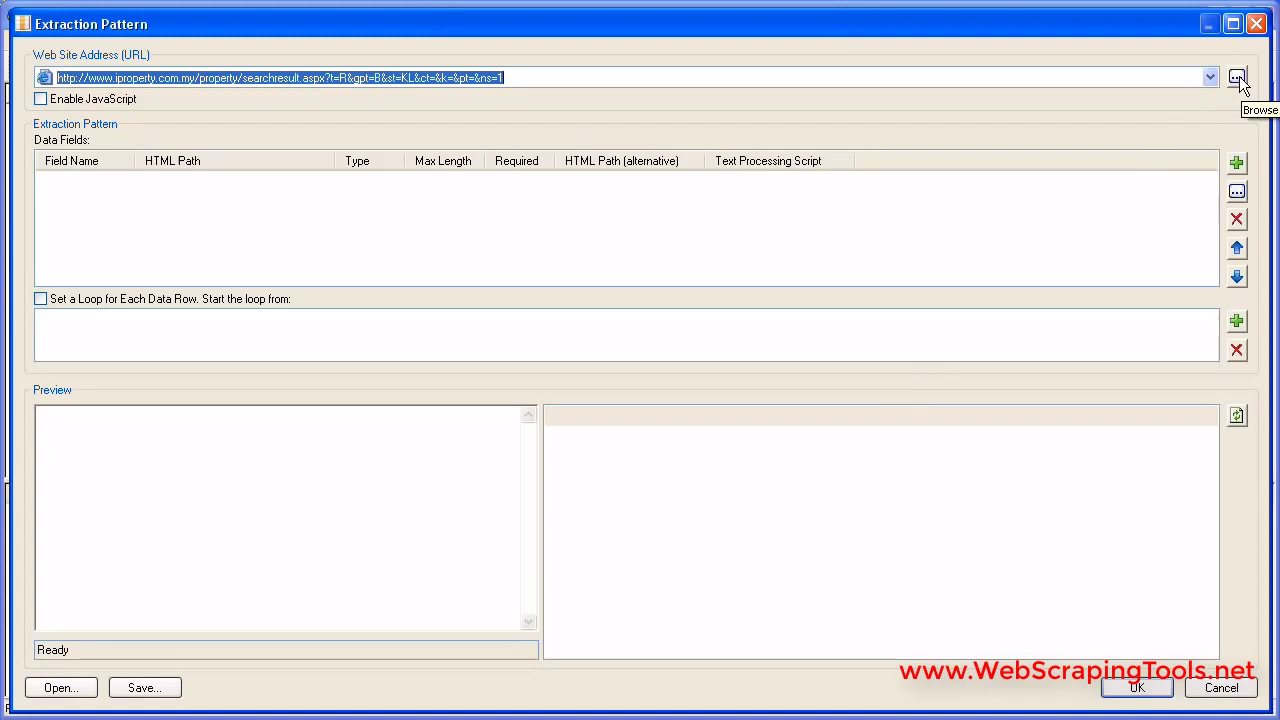 Extraction Pattern
Web Site Address (URL)
http://www.iproperty.com.my/property/searchresult.aspx?t=R&gpt=B&st=KL&ct=&k=&pt=&ns=1
Enable JavaScript
Browse
Extraction Pattern
Data Fields:
Field Name HTML Path Type Max Length Required HTML Path (alternative) Text Processing Script
Set a Loop for Each Data Row. Start the loop from:
Preview
Ready
www.WebScrapingTools.net
Open... Save... OK Cancel